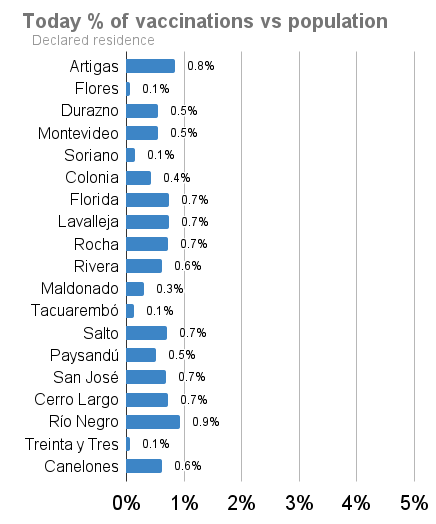 Today % of vaccinations vs population
Declared residence
Artigas 0.8%
Flores 0.1%
Durazno 0.5%
Montevideo 0.5%
Soriano 0.1%
Colonia 0.4%
Florida 0.7%
Lavalleja 0.7%
Rocha 0.7%
Rivera 0.6%
Maldonado 0.3%
Tacuarembó 0.1%
Salto 0.7%
Paysandú 0.5%
San José 0.7%
Cerro Largo 0.7%
Río Negro 0.9%
Treinta y Tres 0.1%
Canelones 0.6%
0% 1% 2% 3% 4% 5%